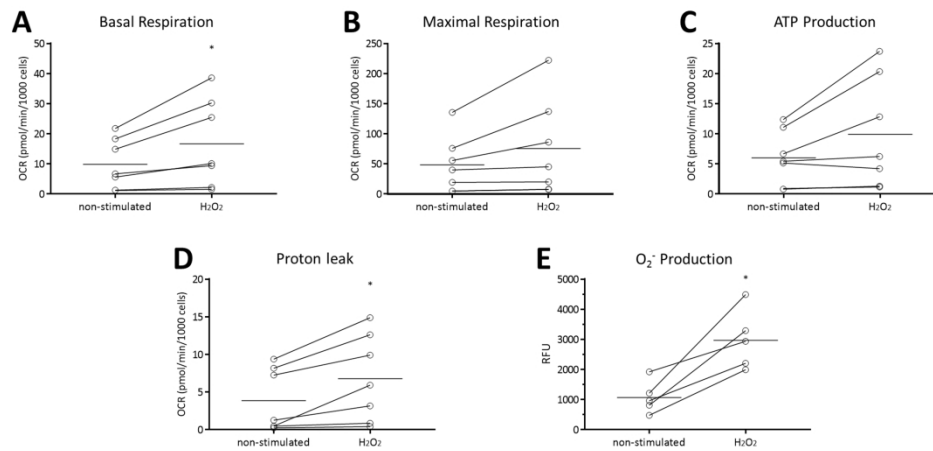 A
Basal Respiration
OCR (pmol/min/1000 cells)
50
40
30
20
10
0
*
non-stimulated
H₂O₂
B
Maximal Respiration
OCR (pmol/min/1000 cells)
250
200
150
100
50
0
non-stimulated
H₂O₂
C
ATP Production
OCR (pmol/min/1000 cells)
25
20
15
10
5
0
non-stimulated
H₂O₂
D
Proton leak
OCR (pmol/min/1000 cells)
20
15
10
5
0
*
non-stimulated
H₂O₂
E
O₂⁻ Production
RFU
5000
4000
3000
2000
1000
0
*
non-stimulated
H₂O₂